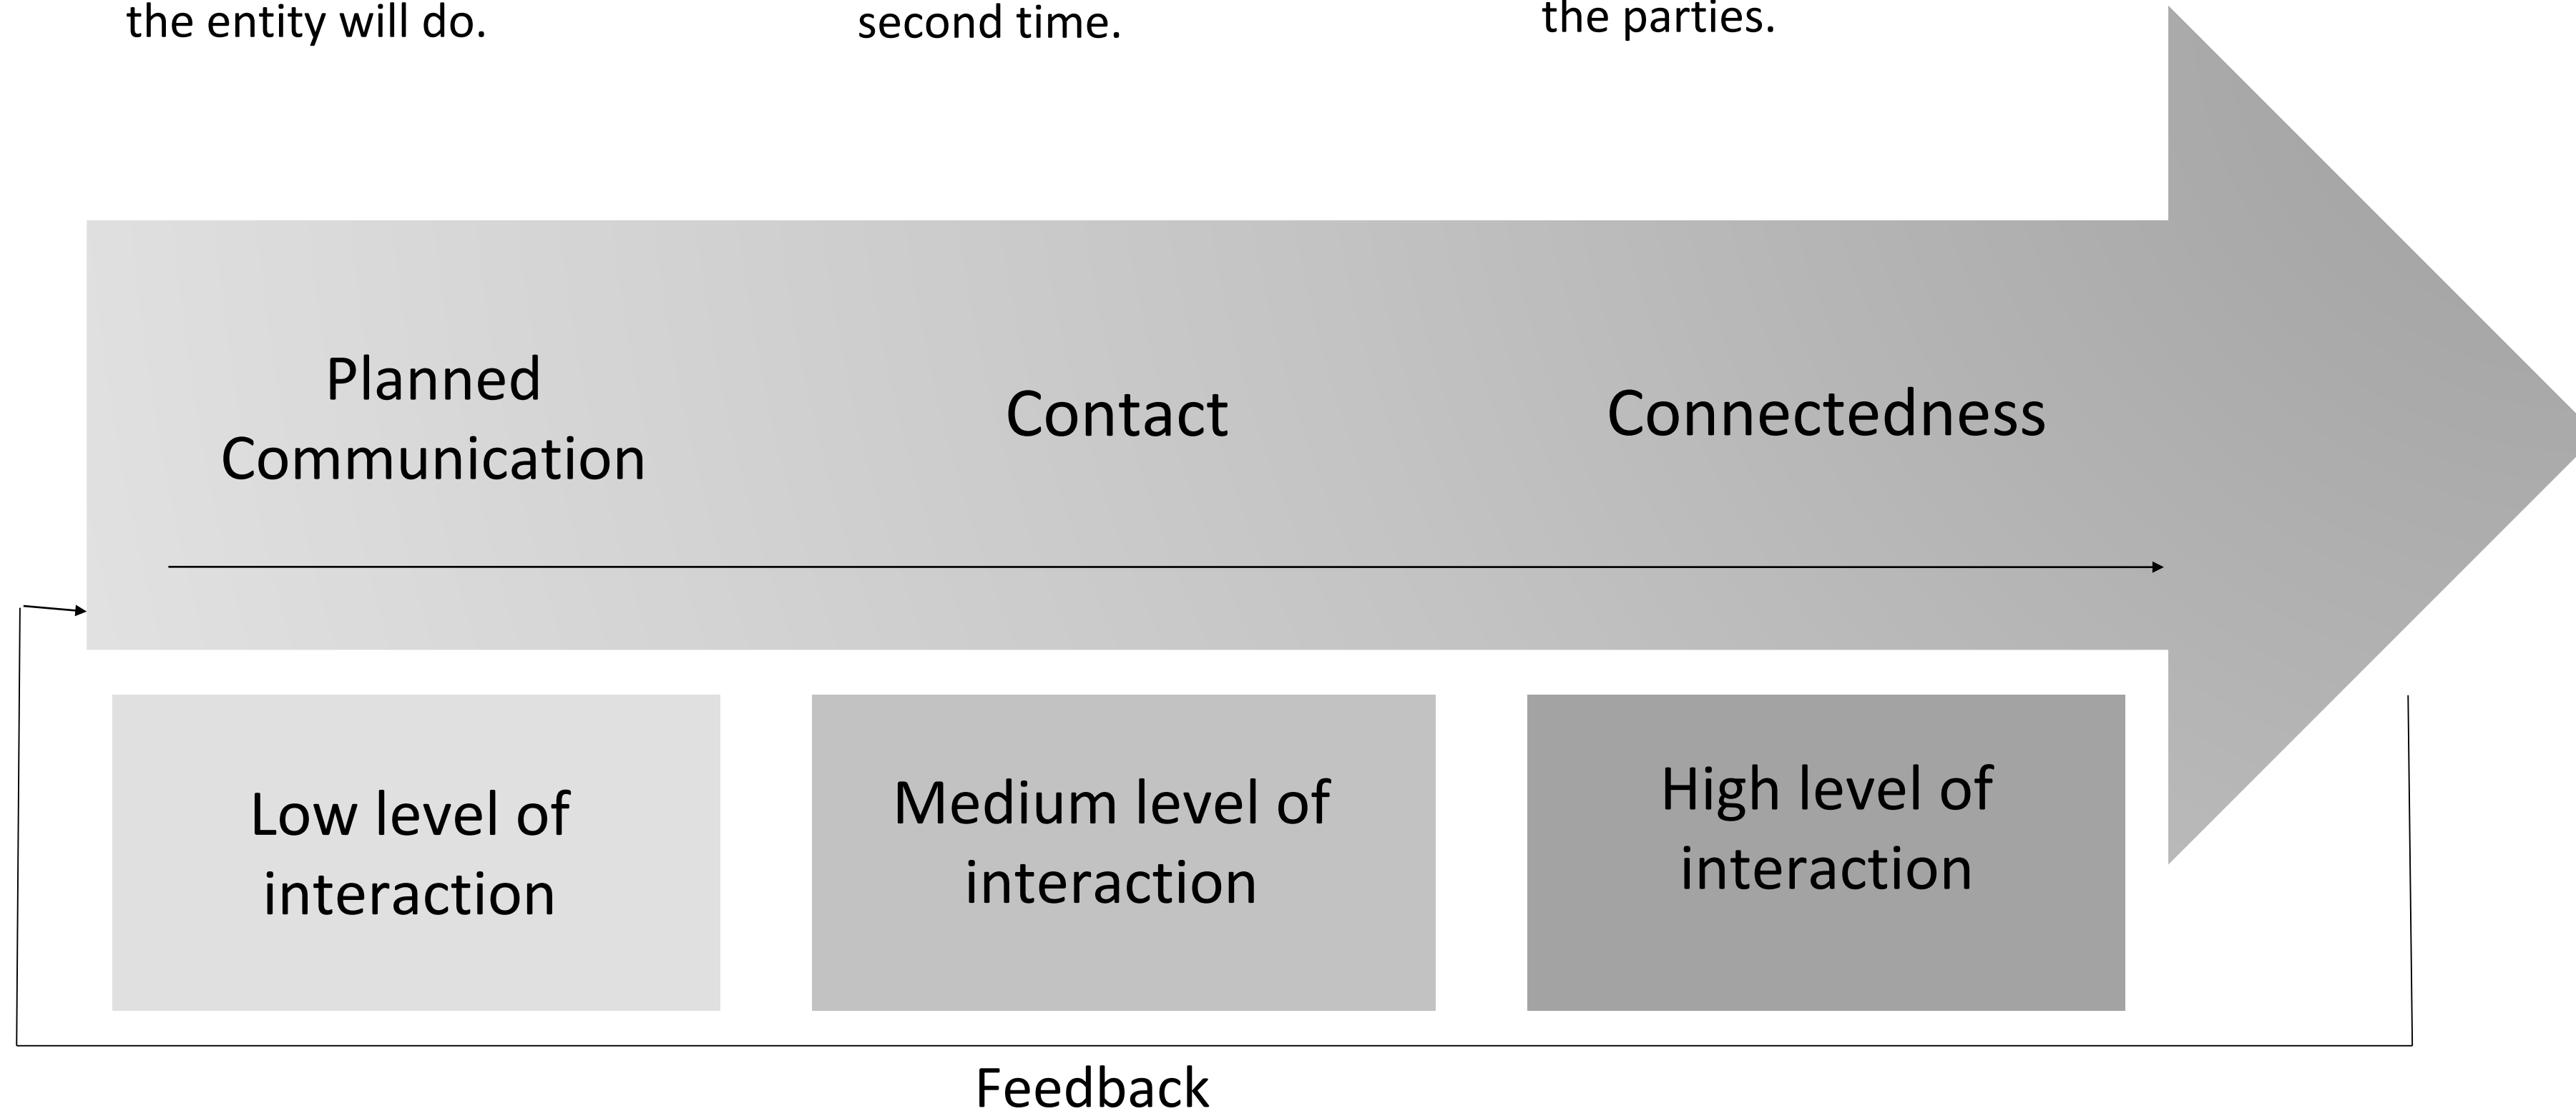 the entity will do.
second time.
the parties.
Planned
Communication
Contact
Connectedness
Low level of
interaction
Medium level of
interaction
High level of
interaction
Feedback